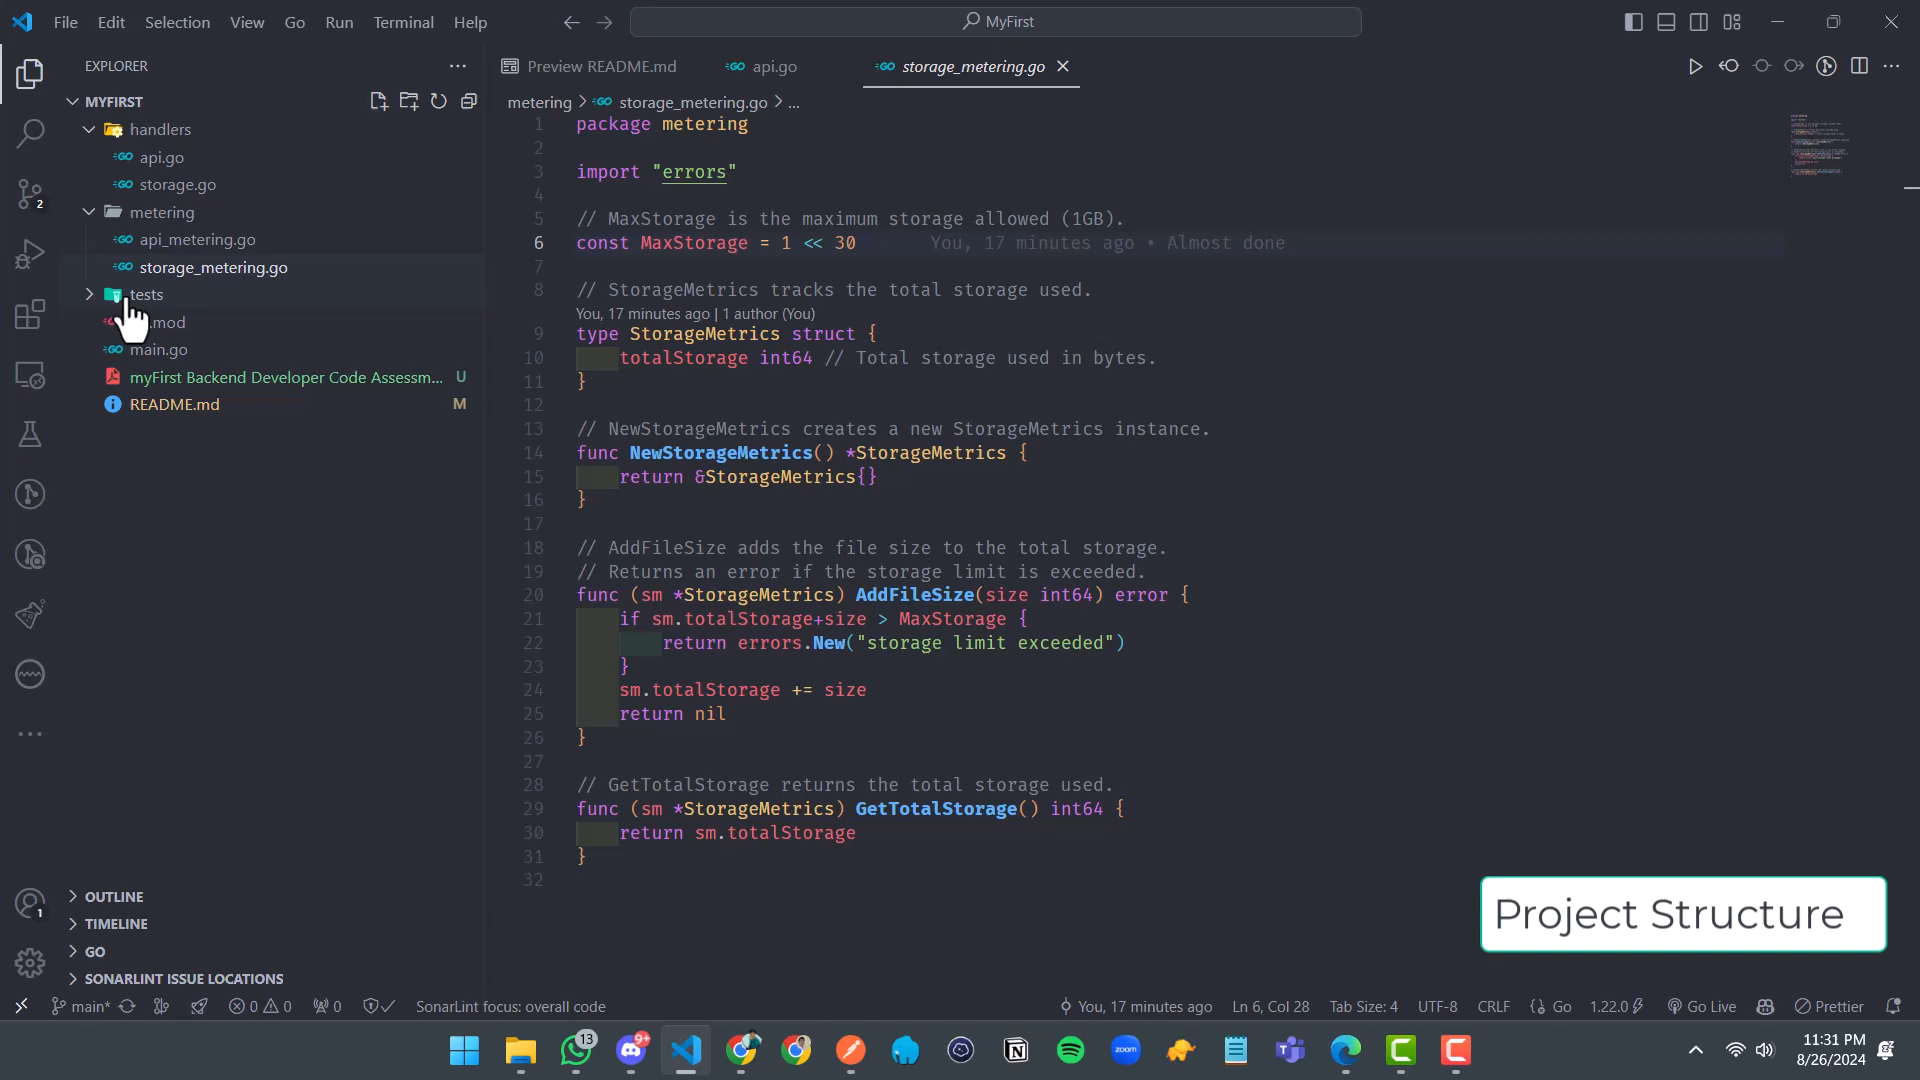 File Edit Selection View Go Run Terminal Help
MyFirst
EXPLORER
MYFIRST
handlers
api.go
storage.go
metering
api_metering.go
storage_metering.go
tests
.mod
main.go
myFirst Backend Developer Code Assessm... U
README.md M
OUTLINE
TIMELINE
GO
SONARLINT ISSUE LOCATIONS
2
1
Preview README.md api.go storage_metering.go
metering > storage_metering.go > ...
1 package metering
2
3 import "errors"
4
5 // MaxStorage is the maximum storage allowed (1GB).
6 const MaxStorage = 1 << 30 You, 17 minutes ago • Almost done
7
8 // StorageMetrics tracks the total storage used.
You, 17 minutes ago | 1 author (You)
9 type StorageMetrics struct {
10 totalStorage int64 // Total storage used in bytes.
11 }
12
13 // NewStorageMetrics creates a new StorageMetrics instance.
14 func NewStorageMetrics() *StorageMetrics {
15 return &StorageMetrics{}
16 }
17
18 // AddFileSize adds the file size to the total storage.
19 // Returns an error if the storage limit is exceeded.
20 func (sm *StorageMetrics) AddFileSize(size int64) error {
21 if sm.totalStorage+size > MaxStorage {
22 return errors.New("storage limit exceeded")
23 }
24 sm.totalStorage += size
25 return nil
26 }
27
28 // GetTotalStorage returns the total storage used.
29 func (sm *StorageMetrics) GetTotalStorage() int64 {
30 return sm.totalStorage
31 }
32
Project Structure
main* 0 0 0 SonarLint focus: overall code You, 17 minutes ago Ln 6, Col 28 Tab Size: 4 UTF-8 CRLF Go 1.22.0 Go Live Prettier
13 9+ zoom
11:31 PM
8/26/2024